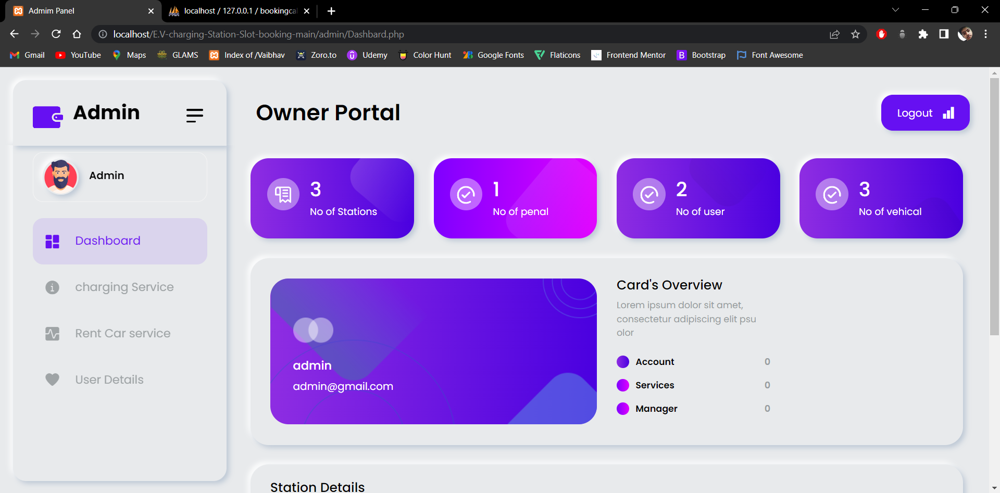 Admim Panel
localhost / 127.0.0.1 / bookingcal
localhost/E.V-charging-Station-Slot-booking-main/admin/Dashbard.php
Gmail
YouTube
Maps
GLAMS
Index of /Vaibhav
Zoro.to
Udemy
Color Hunt
Google Fonts
Flaticons
Frontend Mentor
Bootstrap
Font Awesome
Admin
Owner Portal
Logout
Admin
Dashboard
charging Service
Rent Car service
User Details
3
No of Stations
1
No of penal
2
No of user
3
No of vehical
admin
admin@gmail.com
Card's Overview
Lorem ipsum dolor sit amet,
consectetur adipiscing elit psu
olor
Account 0
Services 0
Manager 0
Station Details